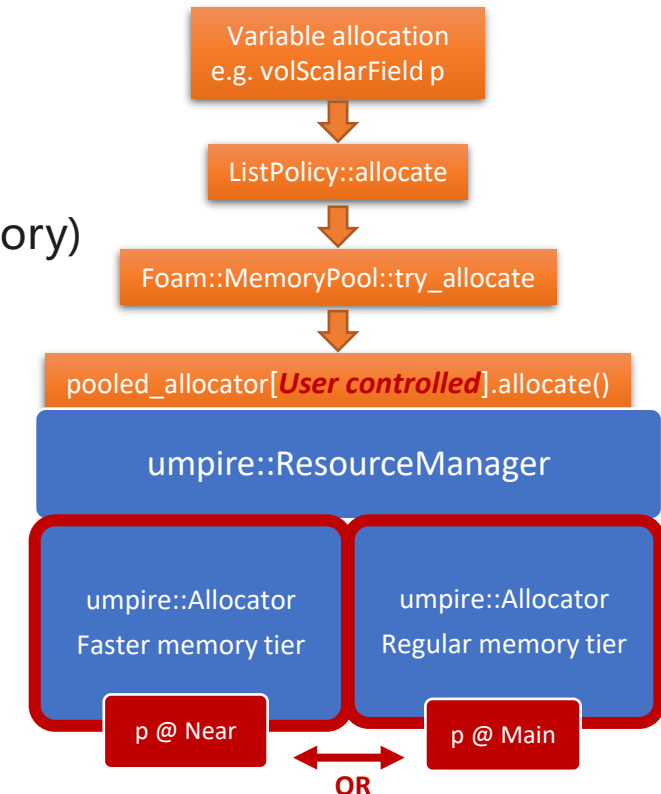 Variable allocation
e.g. volScalarField p
ListPolicy::allocate
ory)
Foam::MemoryPool::try_allocate
pooled_allocator[User controlled].allocate()
umpire::ResourceManager
umpire::Allocator
Faster memory tier
umpire::Allocator
Regular memory tier
p @ Near
p @ Main
OR